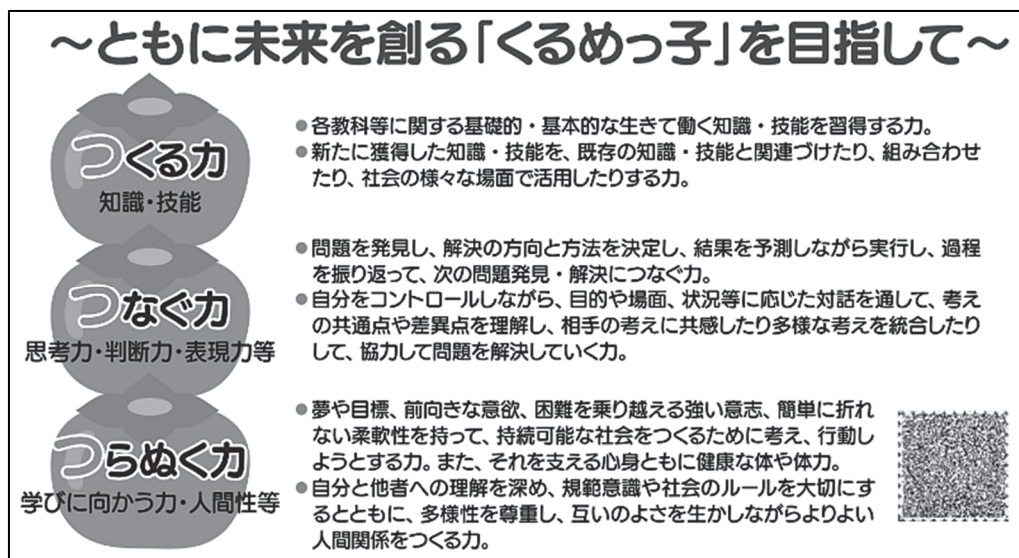 ～ともに未来を創る「くるめっ子」を目指して～
つくる力
知識・技能
●各教科等に関する基礎的・基本的な生きて働く知識・技能を習得する力。
●新たに獲得した知識・技能を、既存の知識・技能と関連づけたり、組み合わせ
たり、社会の様々な場面で活用したりする力。
つなぐ力
思考力・判断力・表現力等
●問題を発見し、解決の方向と方法を決定し、結果を予測しながら実行し、過程
を振り返って、次の問題発見・解決につなぐ力。
●自分をコントロールしながら、目的や場面、状況等に応じた対話を通して、考え
の共通点や差異点を理解し、相手の考えに共感したり多様な考えを統合したり
して、協力して問題を解決していく力。
つらぬく力
学びに向かう力・人間性等
●夢や目標、前向きな意欲、困難を乗り越える強い意志、簡単に折れ
ない柔軟性を持って、持続可能な社会をつくるために考え、行動し
ようとする力。また、それを支える心身ともに健康な体や体力。
●自分と他者への理解を深め、規範意識や社会のルールを大切にす
るとともに、多様性を尊重し、互いのよさを生かしながらよりよい
人間関係をつくる力。